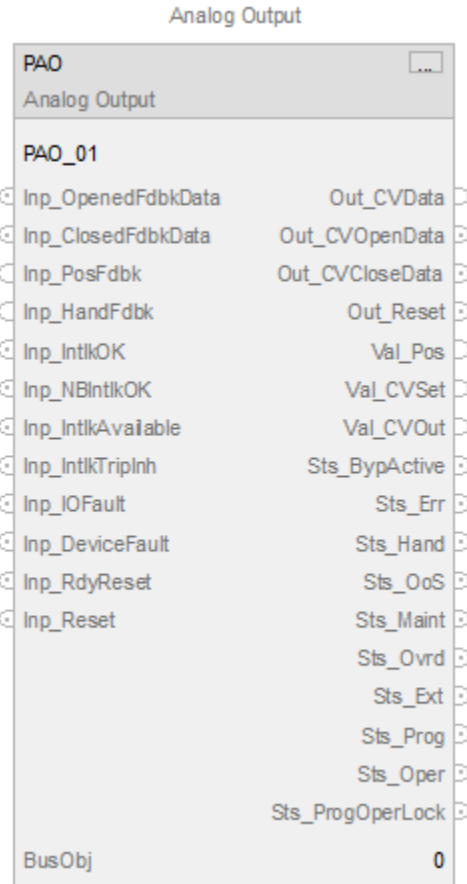 Analog Output
PAO ...
Analog Output
PAO_01
Inp_OpenedFdbkData Out_CVData
Inp_ClosedFdbkData Out_CVOpenData
Inp_PosFdbk Out_CVCloseData
Inp_HandFdbk Out_Reset
Inp_IntlkOK Val_Pos
Inp_NBIntlkOK Val_CVSet
Inp_IntlkAvailable Val_CVOut
Inp_IntlkTripInh Sts_BypActive
Inp_IOFault Sts_Err
Inp_DeviceFault Sts_Hand
Inp_RdyReset Sts_OoS
Inp_Reset Sts_Maint
Sts_Ovrd
Sts_Ext
Sts_Prog
Sts_Oper
Sts_ProgOperLock
BusObj 0